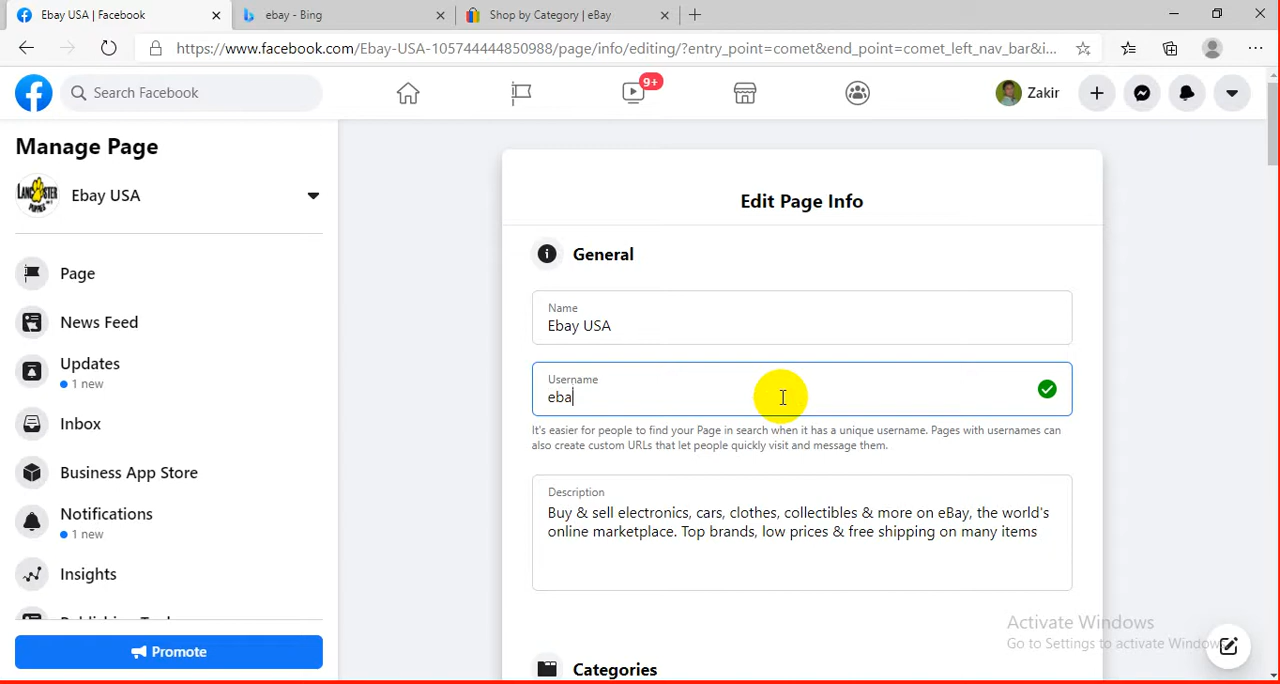 Ebay USA | Facebook
ebay - Bing
Shop by Category | eBay
https://www.facebook.com/Ebay-USA-105744444850988/page/info/editing/?entry_point=comet&end_point=comet_left_nav_bar&i...
Search Facebook
9+
Zakir
Manage Page
LANCASTER PUPPIES
Ebay USA
Page
News Feed
Updates
1 new
Inbox
Business App Store
Notifications
1 new
Insights
Promote
Edit Page Info
General
Name
Ebay USA
Username
eba
It's easier for people to find your Page in search when it has a unique username. Pages with usernames can
also create custom URLs that let people quickly visit and message them.
Description
Buy & sell electronics, cars, clothes, collectibles & more on eBay, the world's
online marketplace. Top brands, low prices & free shipping on many items
Categories
Activate Windows
Go to Settings to activate Windows